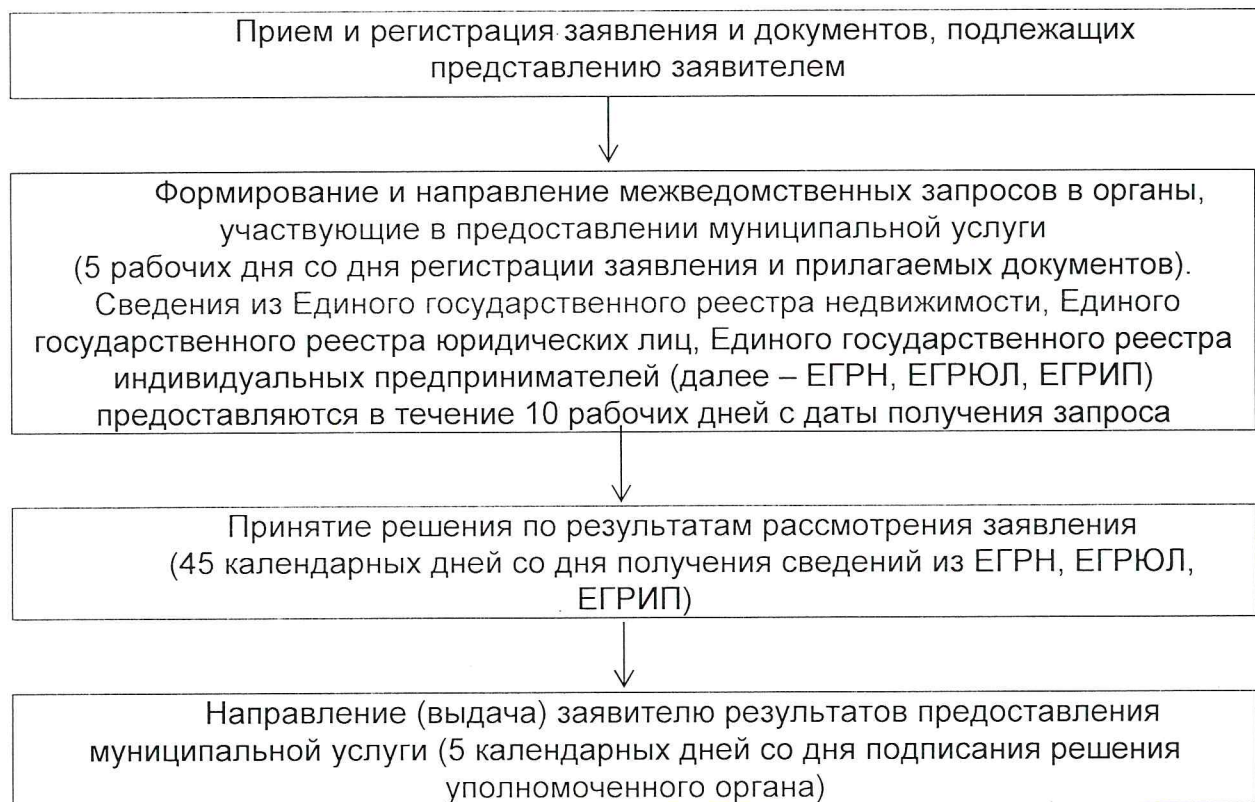 Прием и регистрация заявления и документов, подлежащих
представлению заявителем
Формирование и направление межведомственных запросов в органы,
участвующие в предоставлении муниципальной услуги
(5 рабочих дня со дня регистрации заявления и прилагаемых документов).
Сведения из Единого государственного реестра недвижимости, Единого
государственного реестра юридических лиц, Единого государственного реестра
индивидуальных предпринимателей (далее – ЕГРН, ЕГРЮЛ, ЕГРИП)
предоставляются в течение 10 рабочих дней с даты получения запроса
Принятие решения по результатам рассмотрения заявления
(45 календарных дней со дня получения сведений из ЕГРН, ЕГРЮЛ,
ЕГРИП)
Направление (выдача) заявителю результатов предоставления
муниципальной услуги (5 календарных дней со дня подписания решения
уполномоченного органа)